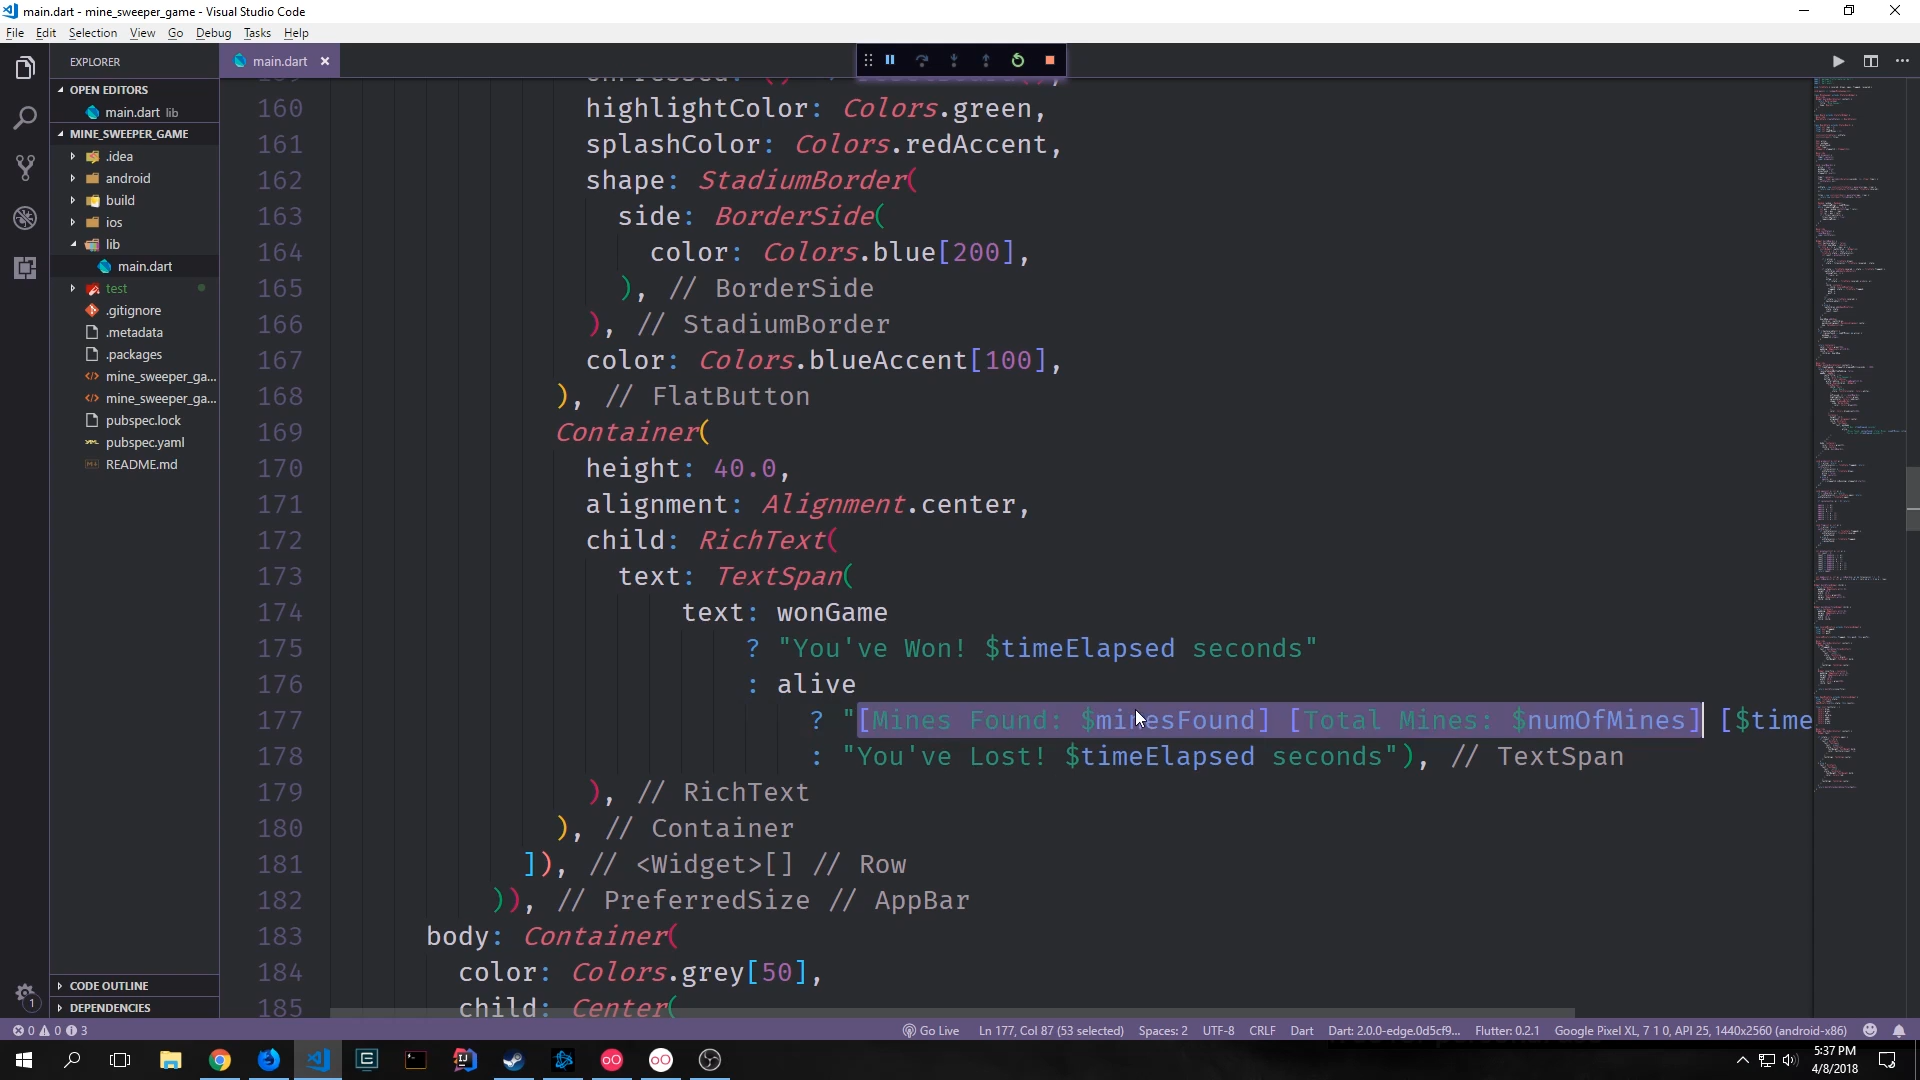 main.dart - mine_sweeper_game - Visual Studio Code
File Edit Selection View Go Debug Tasks Help
EXPLORER
main.dart
OPEN EDITORS
main.dart lib
MINE_SWEEPER_GAME
.idea
android
build
ios
lib
main.dart
test
.gitignore
.metadata
.packages
mine_sweeper_ga...
mine_sweeper_ga...
pubspec.lock
pubspec.yaml
README.md
CODE OUTLINE
DEPENDENCIES
160 highlightColor: Colors.green,
161 splashColor: Colors.redAccent,
162 shape: StadiumBorder(
163 side: BorderSide(
164 color: Colors.blue[200],
165 ), // BorderSide
166 ), // StadiumBorder
167 color: Colors.blueAccent[100],
168 ), // FlatButton
169 Container(
170 height: 40.0,
171 alignment: Alignment.center,
172 child: RichText(
173 text: TextSpan(
174 text: wonGame
175 ? "You've Won! $timeElapsed seconds"
176 : alive
177 ? "[Mines Found: $minesFound] [Total Mines: $numOfMines] [$time
178 : "You've Lost! $timeElapsed seconds"), // TextSpan
179 ), // RichText
180 ), // Container
181 ]), // <Widget>[] // Row
182 )), // PreferredSize // AppBar
183 body: Container(
184 color: Colors.grey[50],
185 child: Center(
0 0 3 Go Live Ln 177, Col 87 (53 selected) Spaces: 2 UTF-8 CRLF Dart Dart: 2.0.0-edge.0d5cf9... Flutter: 0.2.1 Google Pixel XL, 7 1 0, API 25, 1440x2560 (android-x86)
5:37 PM
4/8/2018